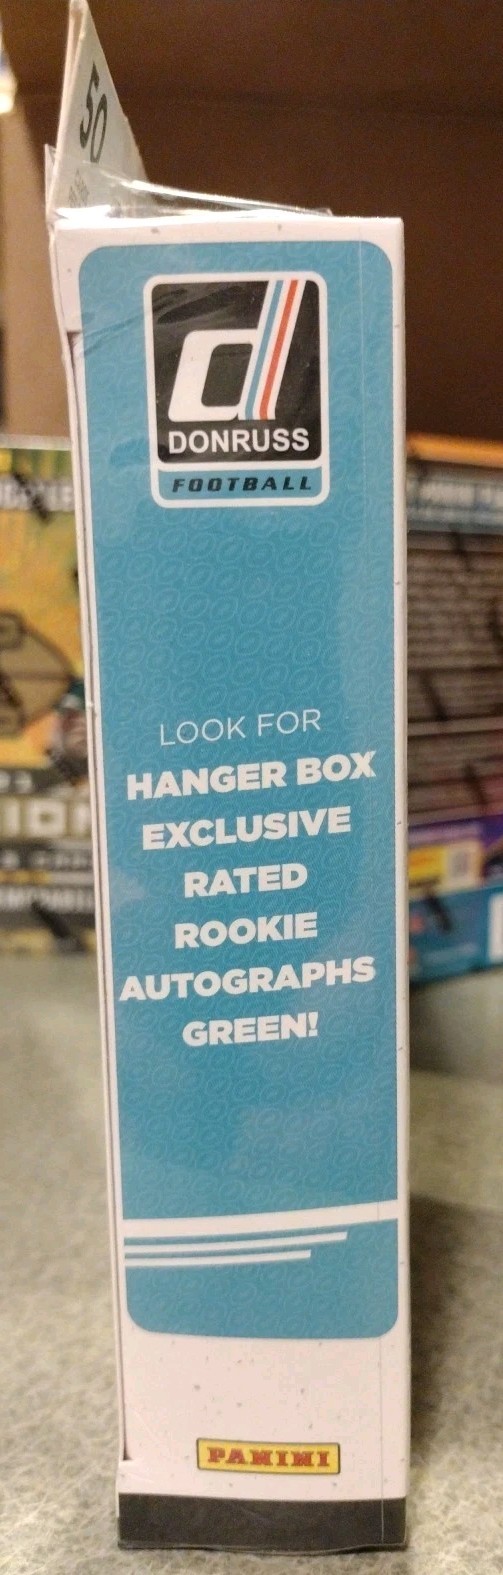 50
d
DONRUSS
FOOTBALL
LOOK FOR
HANGER BOX
EXCLUSIVE
RATED
ROOKIE
AUTOGRAPHS
GREEN!
PANINI